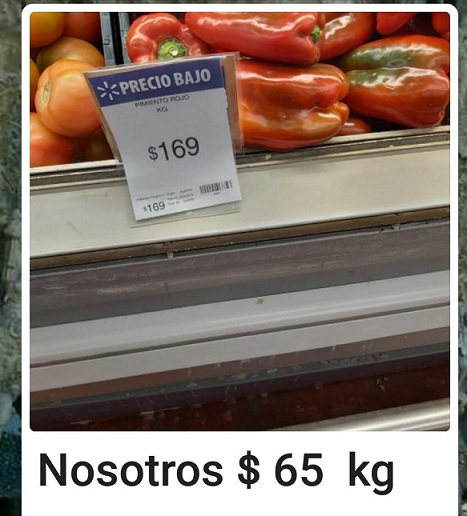 PRECIO BAJO
PIMIENTO ROJO
KG
$169
$169
Nosotros $ 65 kg